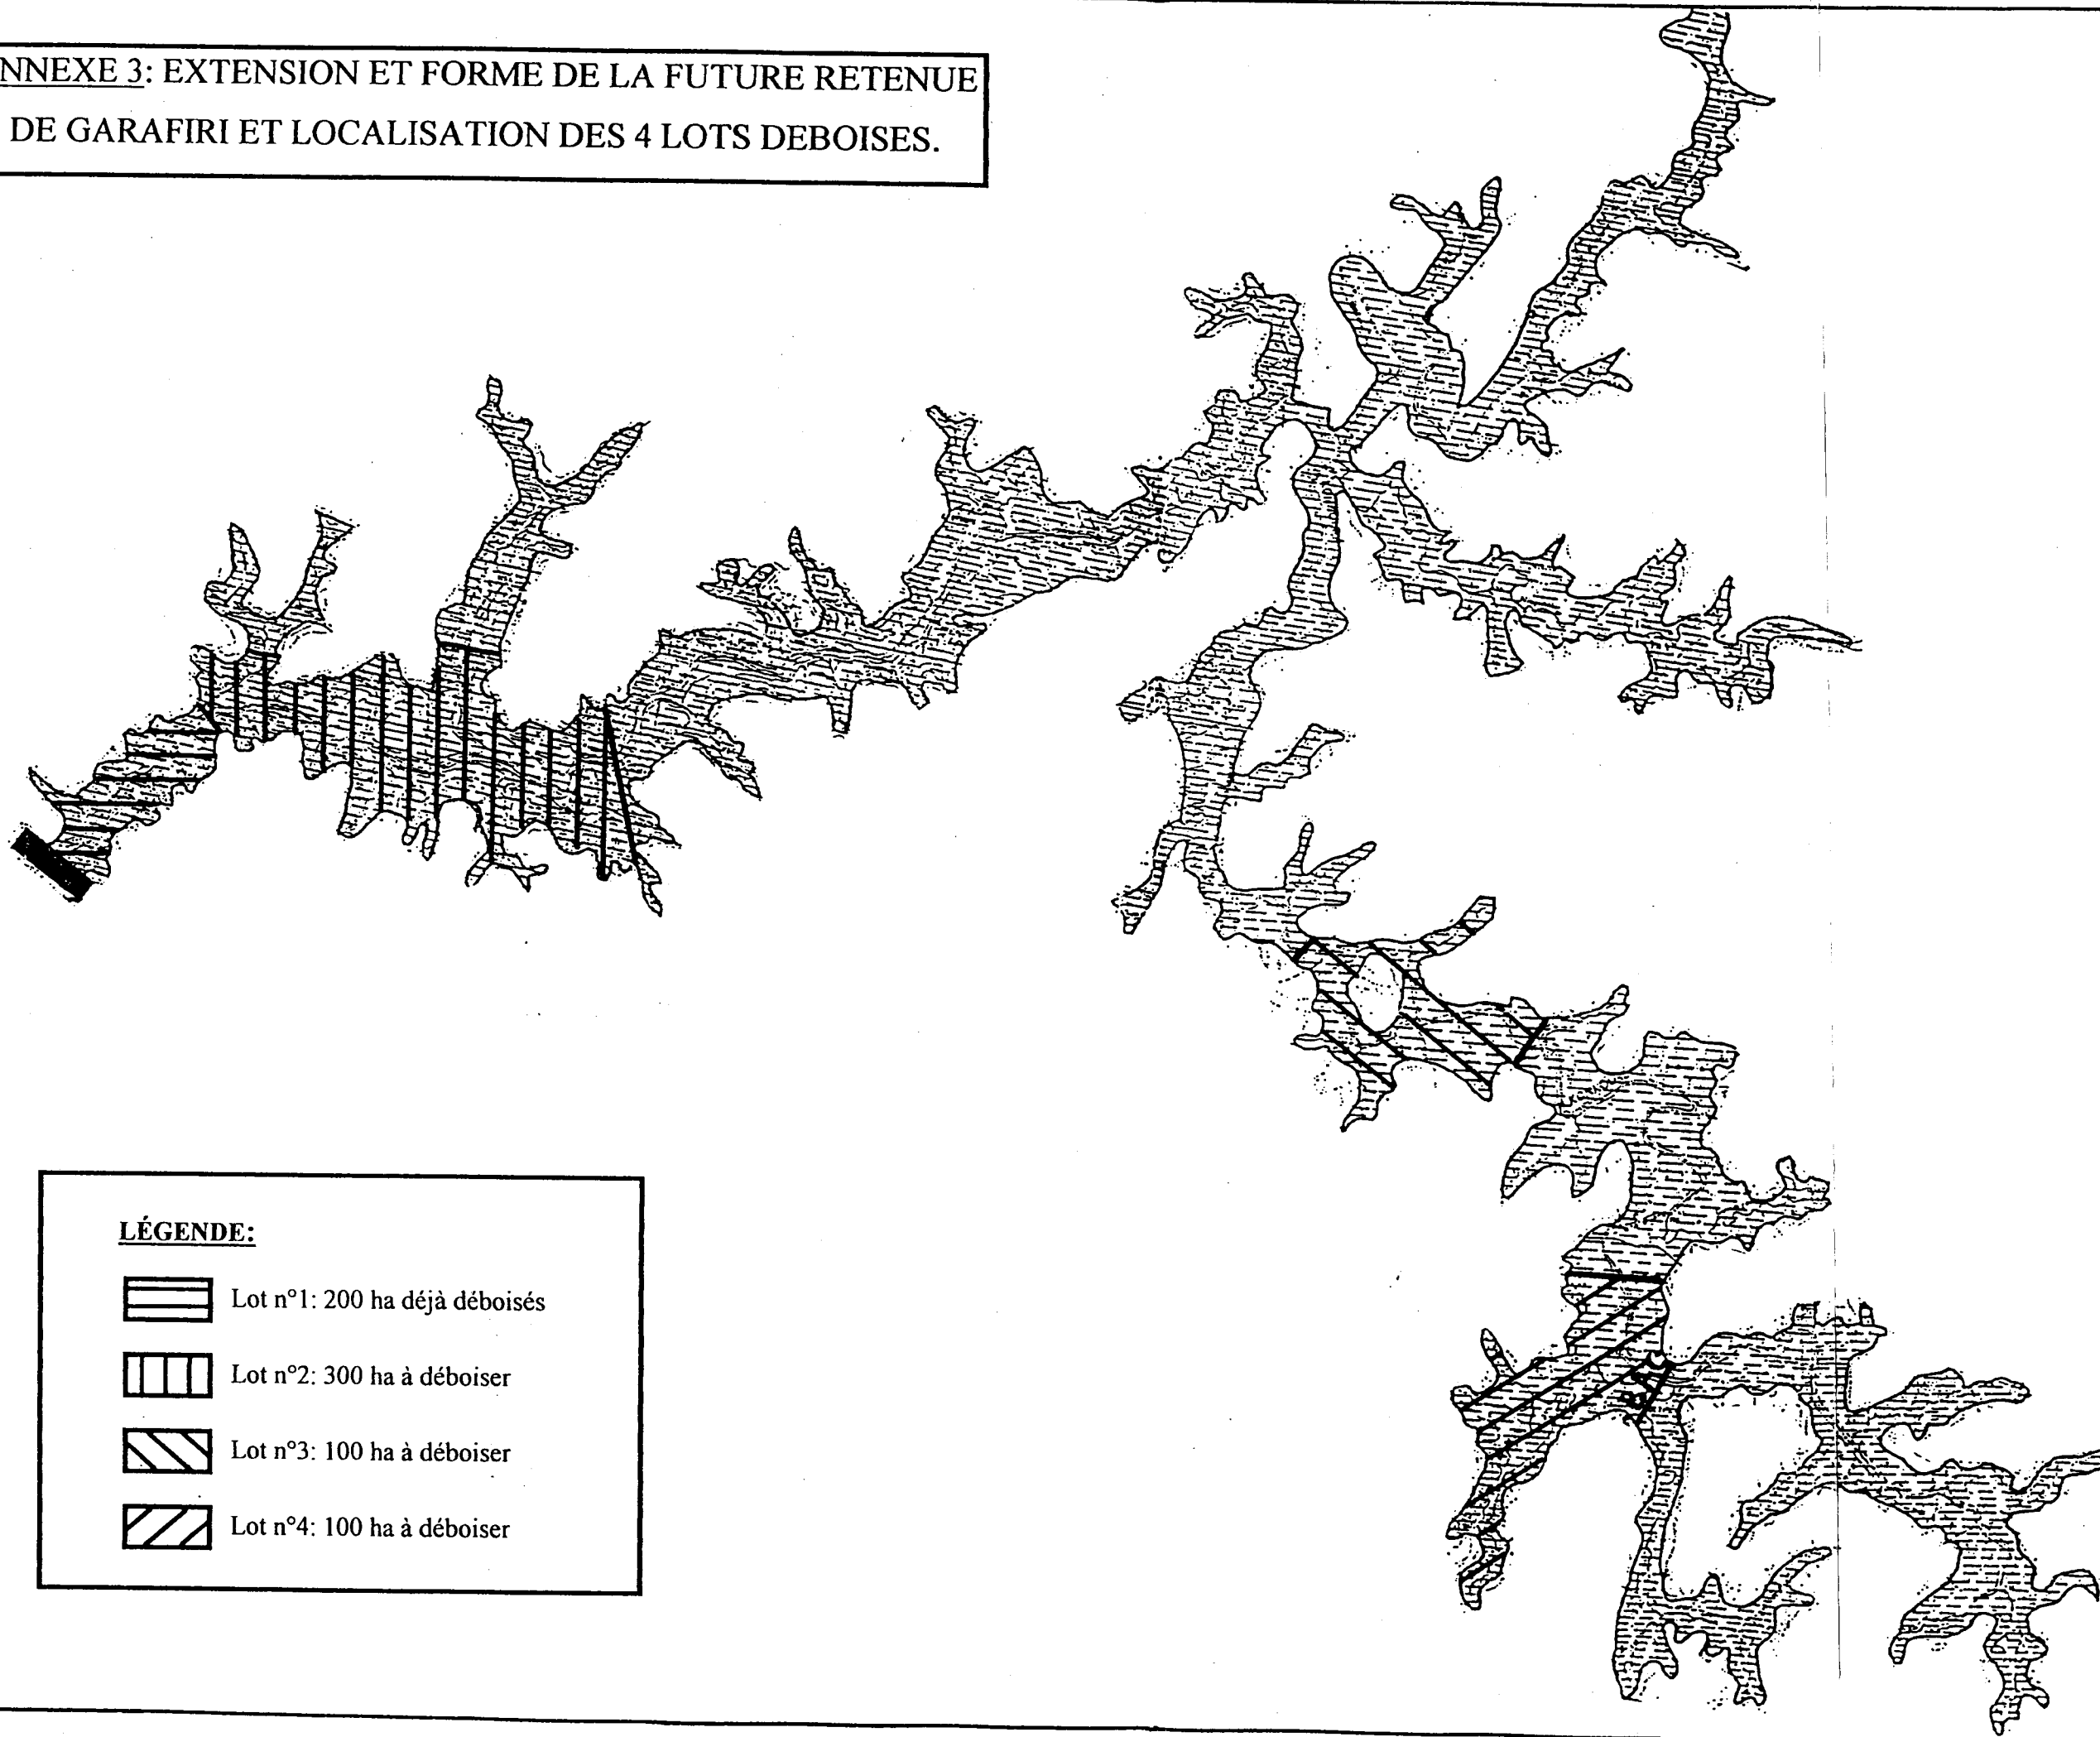 NNEXE 3: EXTENSION ET FORME DE LA FUTURE RETENUE
DE GARAFIRI ET LOCALISATION DES 4 LOTS DEBOISES.
BAC
LÉGENDE:
Lot n°1: 200 ha déjà déboisés
Lot n°2: 300 ha à déboiser
Lot n°3: 100 ha à déboiser
Lot n°4: 100 ha à déboiser